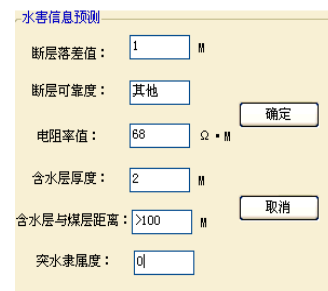 水害信息预测
断层落差值： 1 M
断层可靠度： 其他
确定
电阻率值： 68 Ω·M
含水层厚度： 2 M
取消
含水层与煤层距离： >100 M
突水隶属度： 0